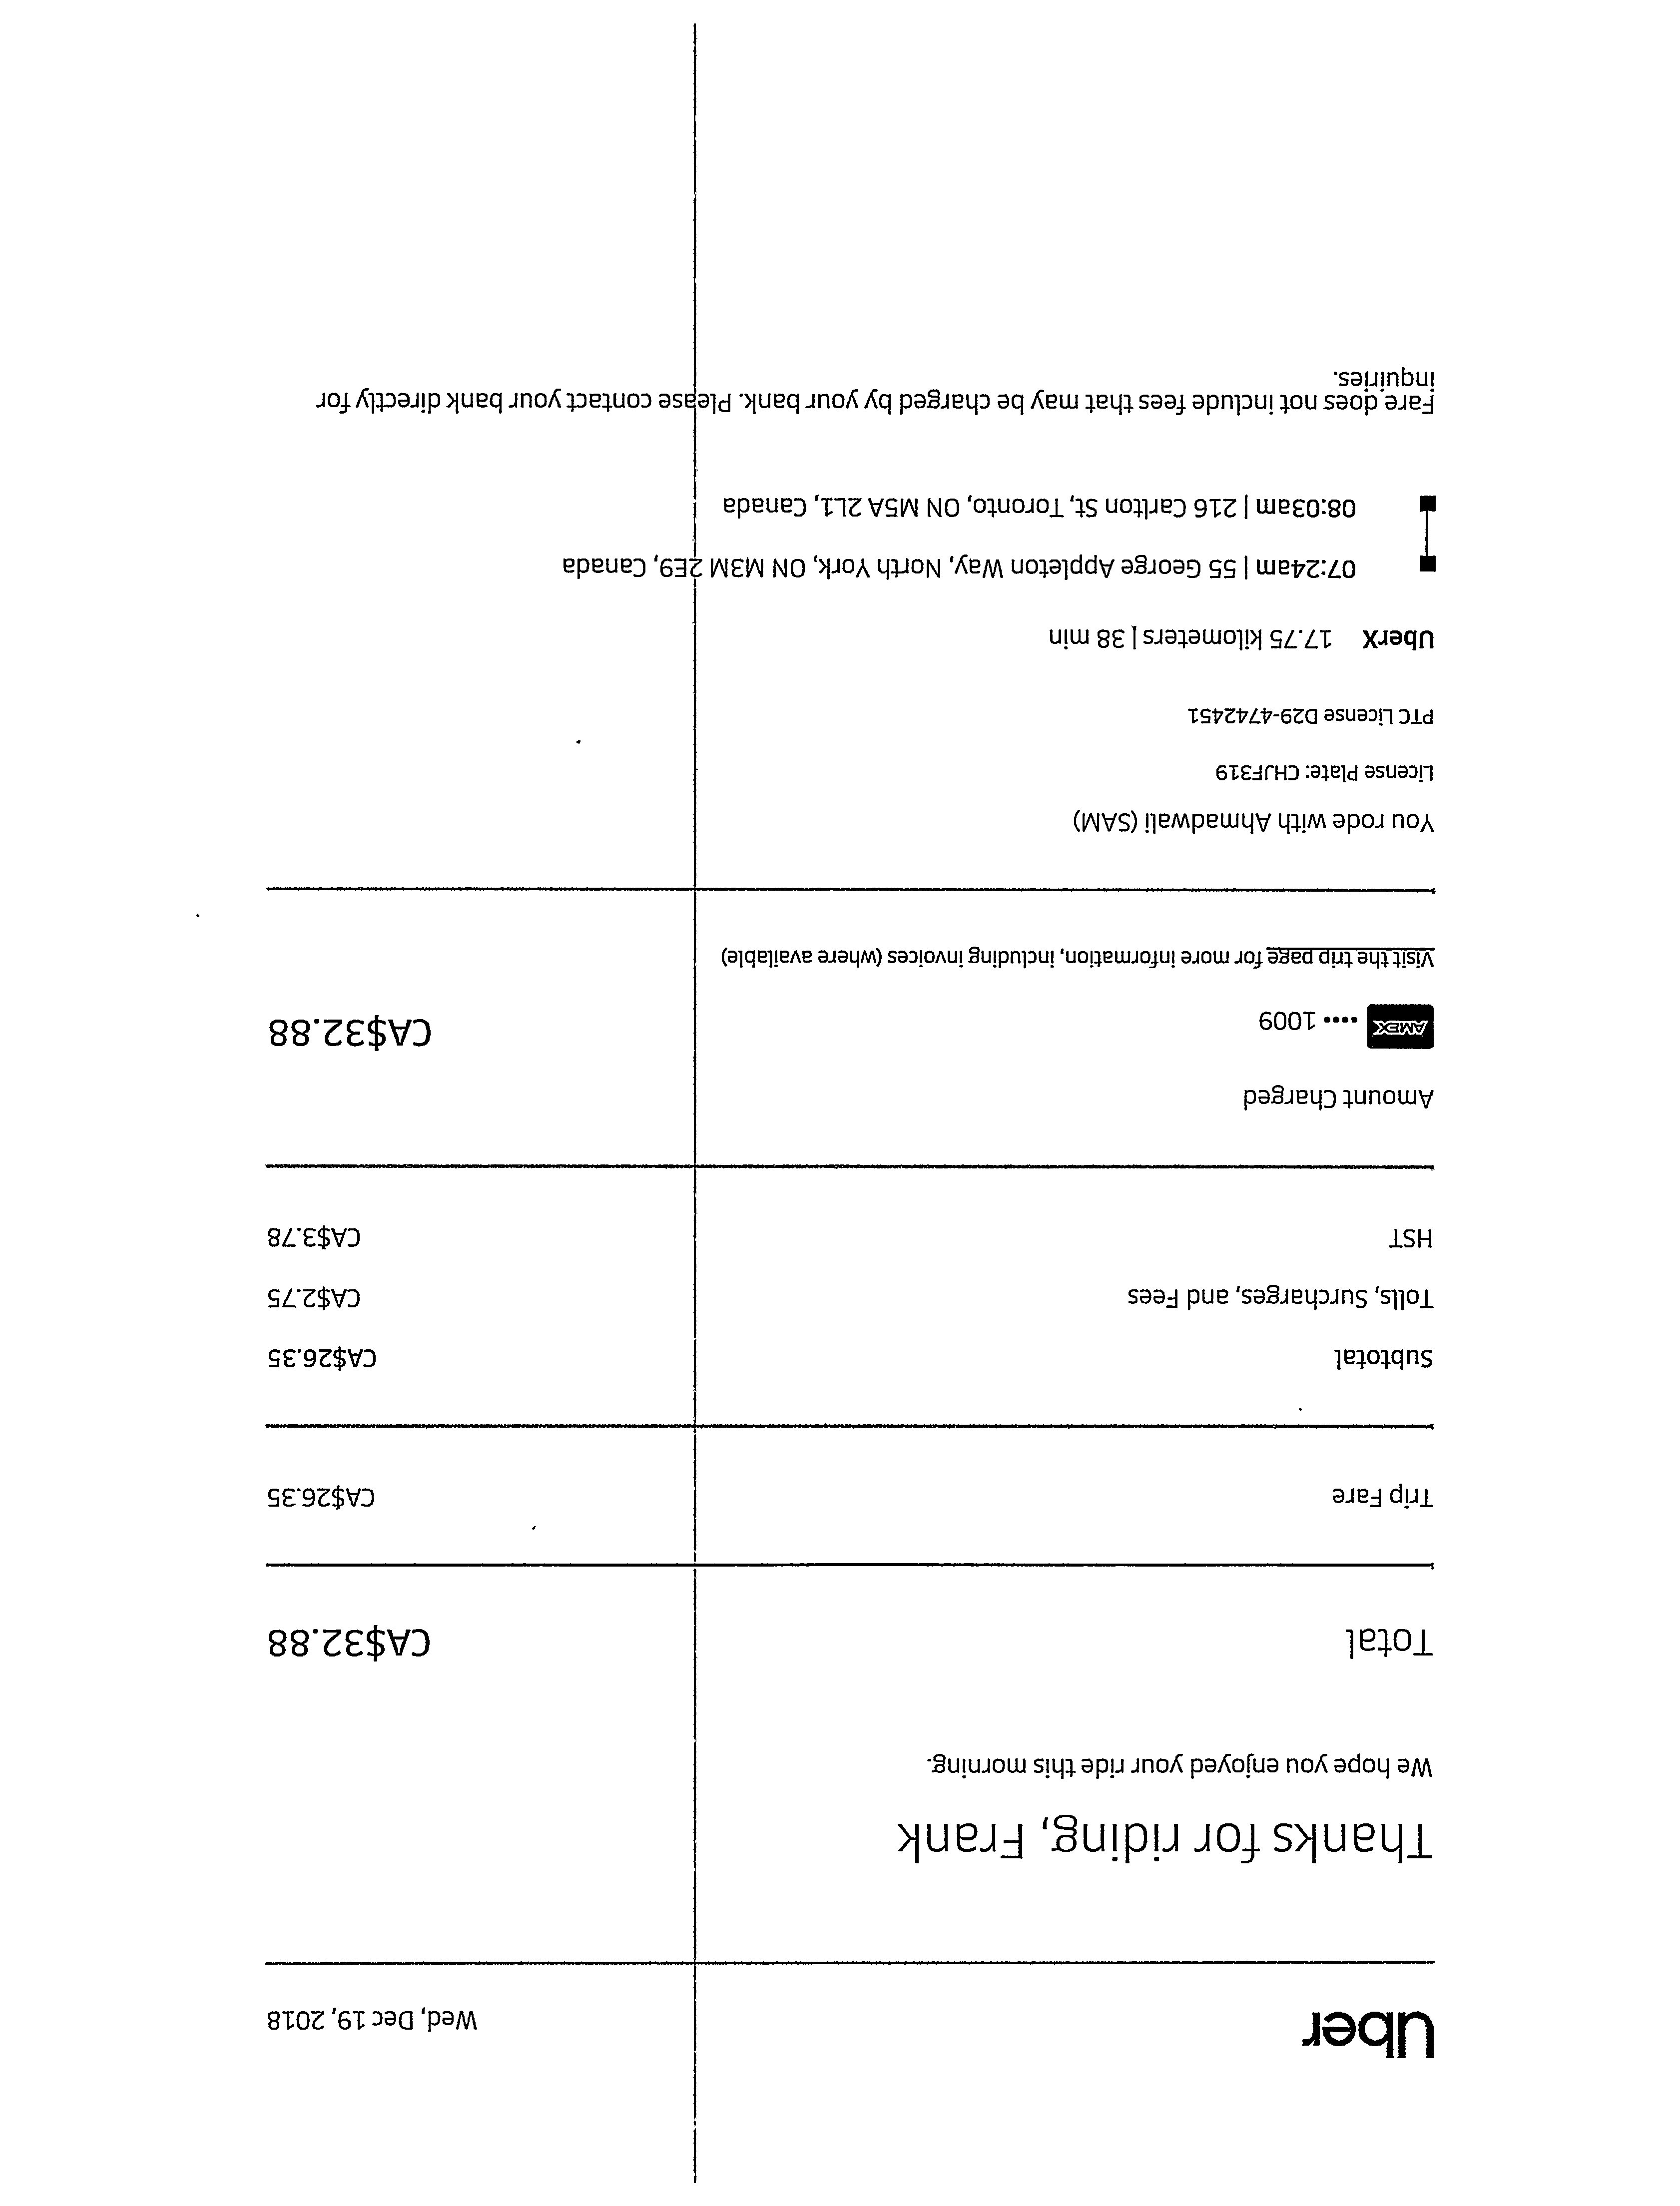 Uber
Wed, Dec 19, 2018
Thanks for riding, Frank
We hope you enjoyed your ride this morning.
Total CA$32.88
Trip Fare CA$26.35
Subtotal CA$26.35
Tolls, Surcharges, and Fees CA$2.75
HST CA$3.78
Amount Charged
AMEX •••• 1009 CA$32.88
Visit the trip page for more information, including invoices (where available)
You rode with Ahmadwali (SAM)
License Plate: CHJF319
PTC License D29-4742451
UberX 17.75 kilometers | 38 min
07:24am | 55 George Appleton Way, North York, ON M3M 2E9, Canada
08:03am | 216 Carlton St, Toronto, ON M5A 2L1, Canada
Fare does not include fees that may be charged by your bank. Please contact your bank directly for
inquiries.